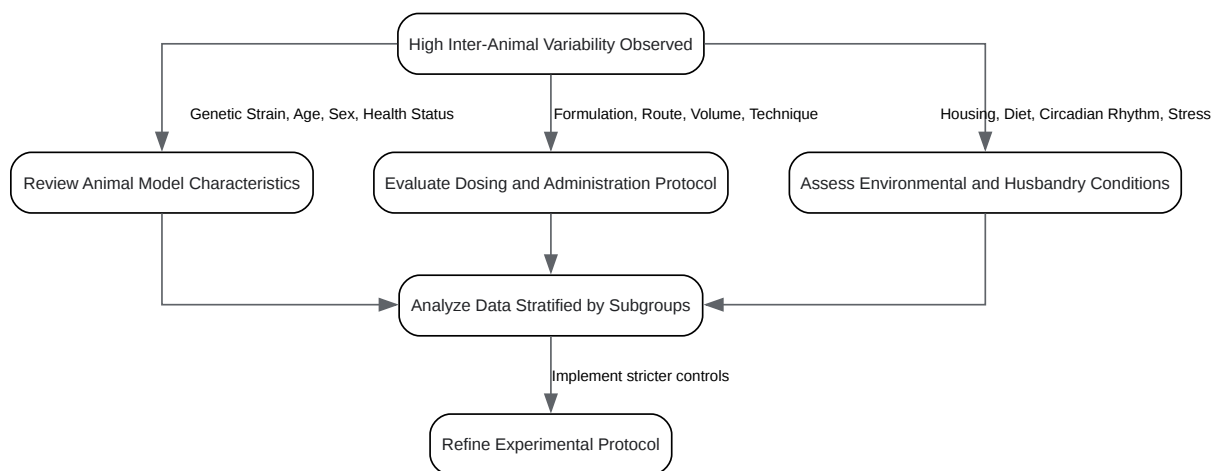 High Inter-Animal Variability Observed
Genetic Strain, Age, Sex, Health Status
Formulation, Route, Volume, Technique
Housing, Diet, Circadian Rhythm, Stress
Review Animal Model Characteristics
Evaluate Dosing and Administration Protocol
Assess Environmental and Husbandry Conditions
Analyze Data Stratified by Subgroups
Implement stricter controls
Refine Experimental Protocol